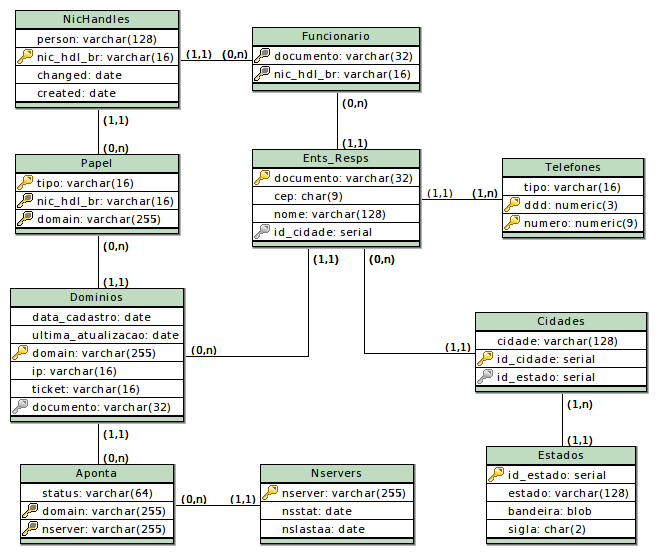 NicHandles
person: varchar(128)
nic_hdl_br: varchar(16)
changed: date
created: date
(1,1)
(0,n)
Funcionario
documento: varchar(32)
nic_hdl_br: varchar(16)
(1,1)
(0,n)
(0,n)
(1,1)
Papel
tipo: varchar(16)
nic_hdl_br: varchar(16)
domain: varchar(255)
Ents_Resps
documento: varchar(32)
cep: char(9)
nome: varchar(128)
id_cidade: serial
(1,1)
(1,n)
Telefones
tipo: varchar(16)
ddd: numeric(3)
numero: numeric(9)
(0,n)
(1,1)
(1,1)
(0,n)
Dominios
data_cadastro: date
ultima_atualizacao: date
domain: varchar(255)
ip: varchar(16)
ticket: varchar(16)
documento: varchar(32)
(0,n)
(1,1)
Cidades
cidade: varchar(128)
id_cidade: serial
id_estado: serial
(1,n)
(1,1)
(1,1)
(0,n)
Aponta
status: varchar(64)
domain: varchar(255)
nserver: varchar(255)
(0,n)
(1,1)
Nservers
nserver: varchar(255)
nsstat: date
nslastaa: date
Estados
id_estado: serial
estado: varchar(128)
bandeira: blob
sigla: char(2)